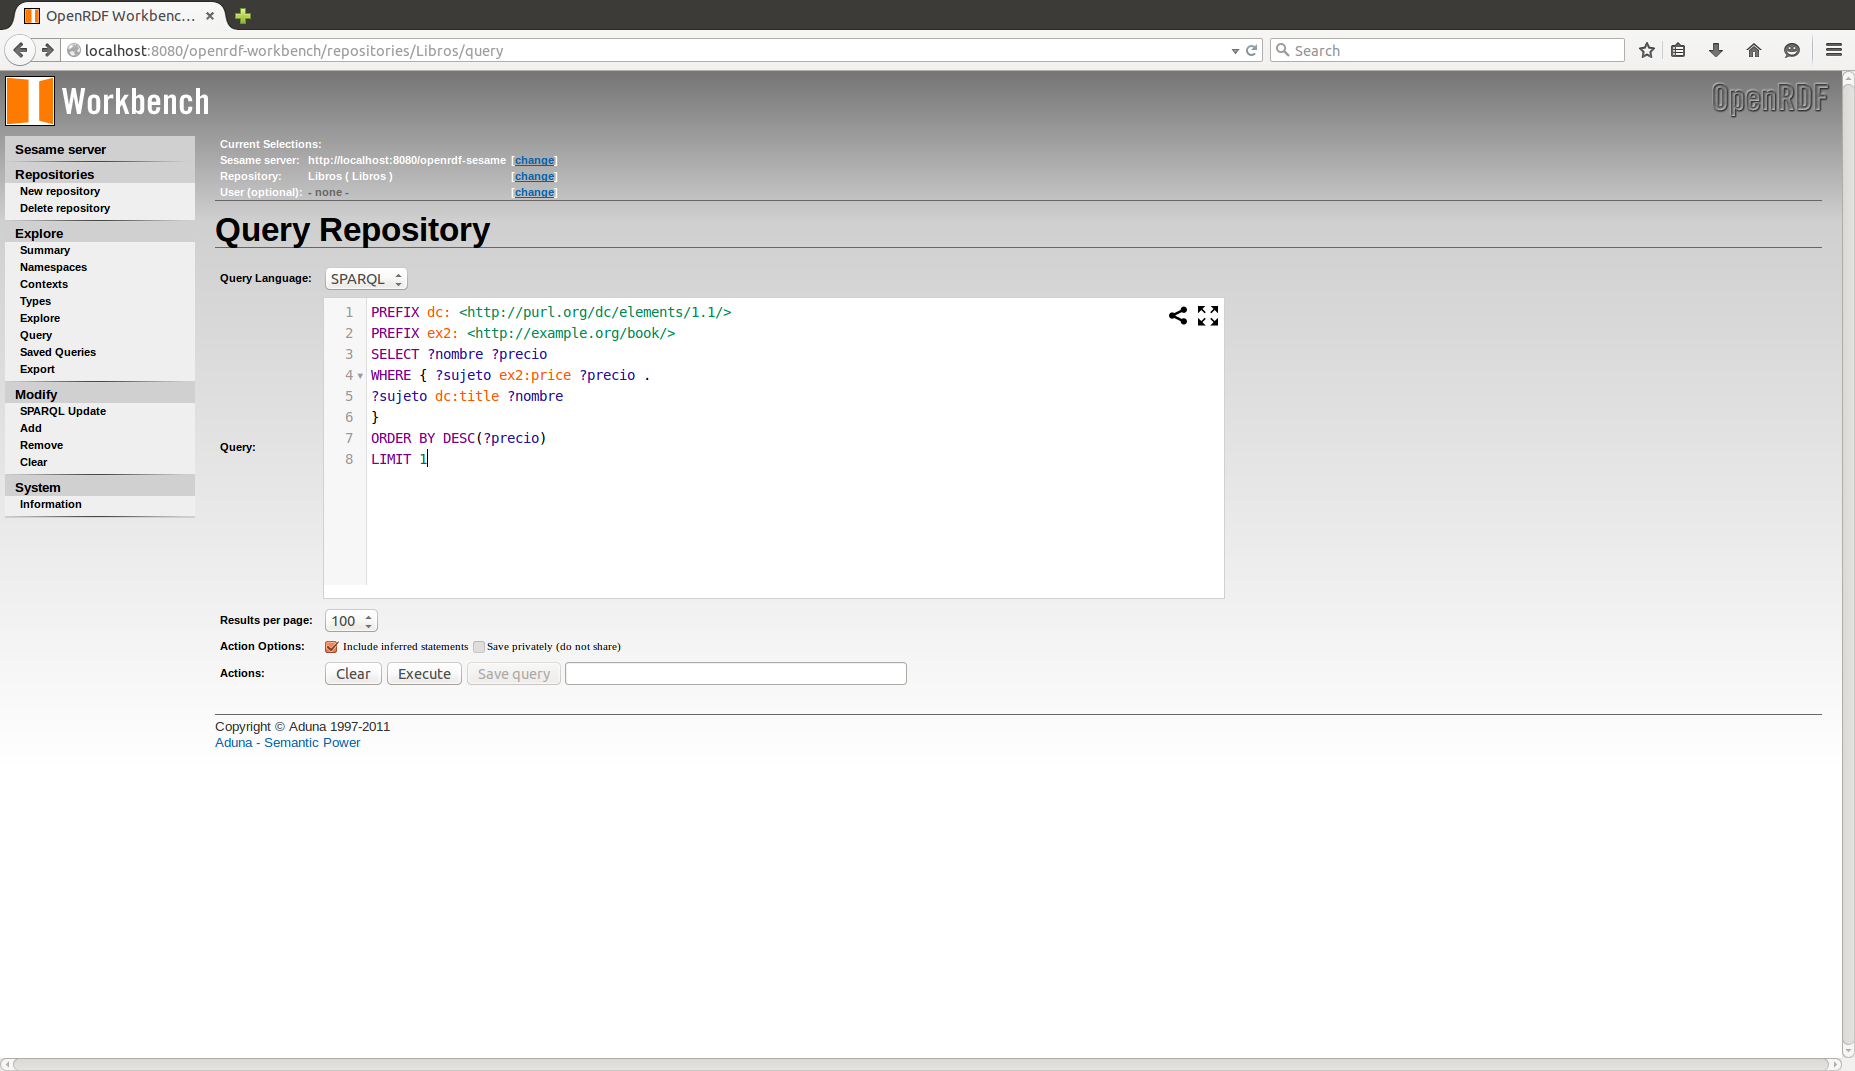 OpenRDF Workbenc...
localhost:8080/openrdf-workbench/repositories/Libros/query
Search
Workbench
OpenRDF
Sesame server
Repositories
New repository
Delete repository
Explore
Summary
Namespaces
Contexts
Types
Explore
Query
Saved Queries
Export
Modify
SPARQL Update
Add
Remove
Clear
System
Information
Current Selections:
Sesame server: http://localhost:8080/openrdf-sesame [change]
Repository: Libros ( Libros ) [change]
User (optional): - none - [change]
Query Repository
Query Language: SPARQL
Query:
1 PREFIX dc: <http://purl.org/dc/elements/1.1/>
2 PREFIX ex2: <http://example.org/book/>
3 SELECT ?nombre ?precio
4 WHERE { ?sujeto ex2:price ?precio .
5 ?sujeto dc:title ?nombre
6 }
7 ORDER BY DESC(?precio)
8 LIMIT 1
Results per page: 100
Action Options: Include inferred statements Save privately (do not share)
Actions: Clear Execute Save query
Copyright © Aduna 1997-2011
Aduna - Semantic Power